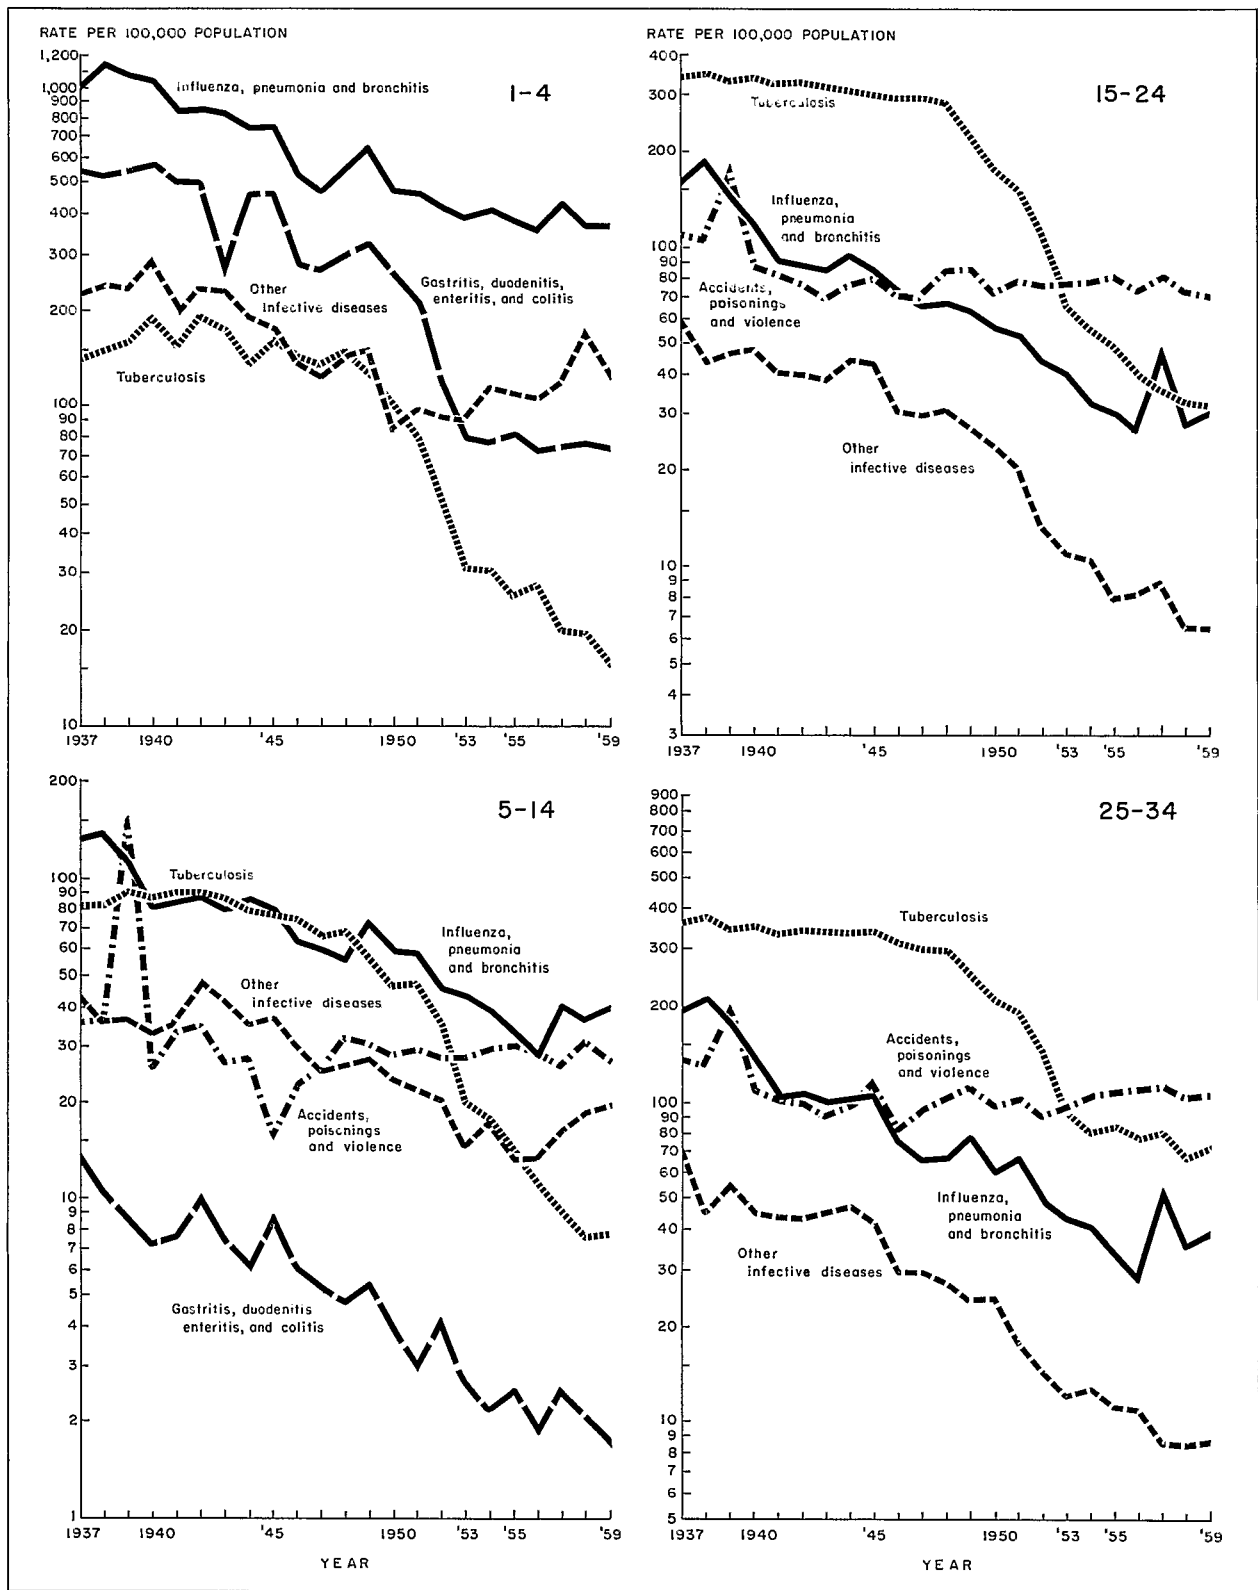 RATE PER 100,000 POPULATION
1-4
1,200
1,000
900
800
700
600
500
400
300
200
100
90
80
70
60
50
40
30
20
10
Influenza, pneumonia and bronchitis
Gastritis, duodenitis,
enteritis, and colitis
Other
infective diseases
Tuberculosis
1937 1940 '45 1950 '53 '55 '59
RATE PER 100,000 POPULATION
15-24
400
300
200
100
90
80
70
60
50
40
30
20
10
9
8
7
6
5
4
3
Tuberculosis
Influenza,
pneumonia
and bronchitis
Accidents,
poisonings
and violence
Other
infective diseases
1937 1940 '45 1950 '53 '55 '59
5-14
200
100
90
80
70
60
50
40
30
20
10
9
8
7
6
5
4
3
2
1
Tuberculosis
Influenza,
pneumonia
and bronchitis
Other
infective diseases
Accidents,
poisonings
and violence
Gastritis, duodenitis
enteritis, and colitis
1937 1940 '45 1950 '53 '55 '59
YEAR
25-34
900
800
700
600
500
400
300
200
100
90
80
70
60
50
40
30
20
10
9
8
7
6
5
Tuberculosis
Accidents,
poisonings
and violence
Influenza,
pneumonia
and bronchitis
Other
infective diseases
1937 1940 '45 1950 '53 '55 '59
YEAR